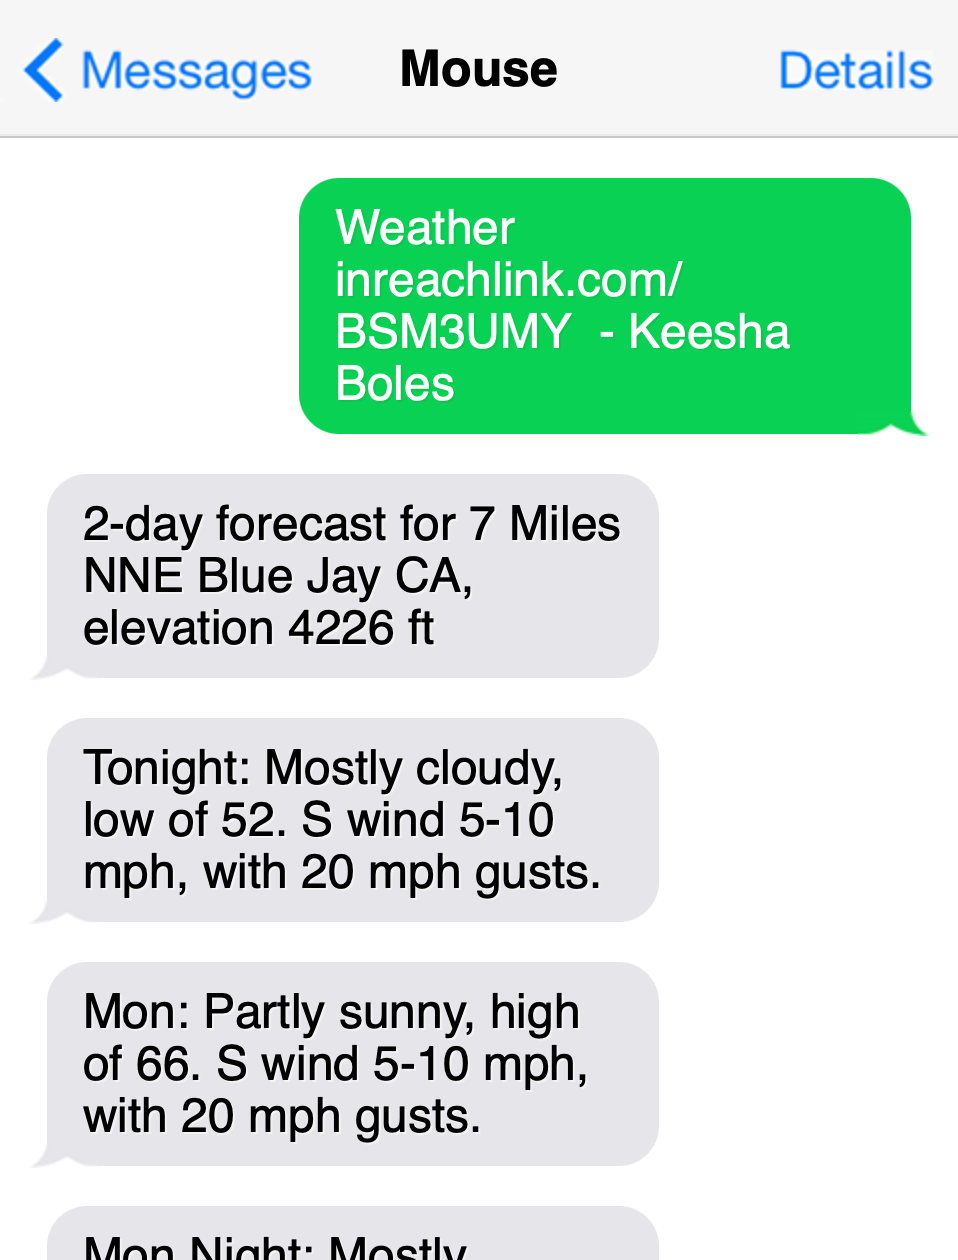 Messages Mouse Details
Weather
inreachlink.com/
BSM3UMY  - Keesha
Boles
2-day forecast for 7 Miles
NNE Blue Jay CA,
elevation 4226 ft
Tonight: Mostly cloudy,
low of 52. S wind 5-10
mph, with 20 mph gusts.
Mon: Partly sunny, high
of 66. S wind 5-10 mph,
with 20 mph gusts.
Mon Night: Mostly